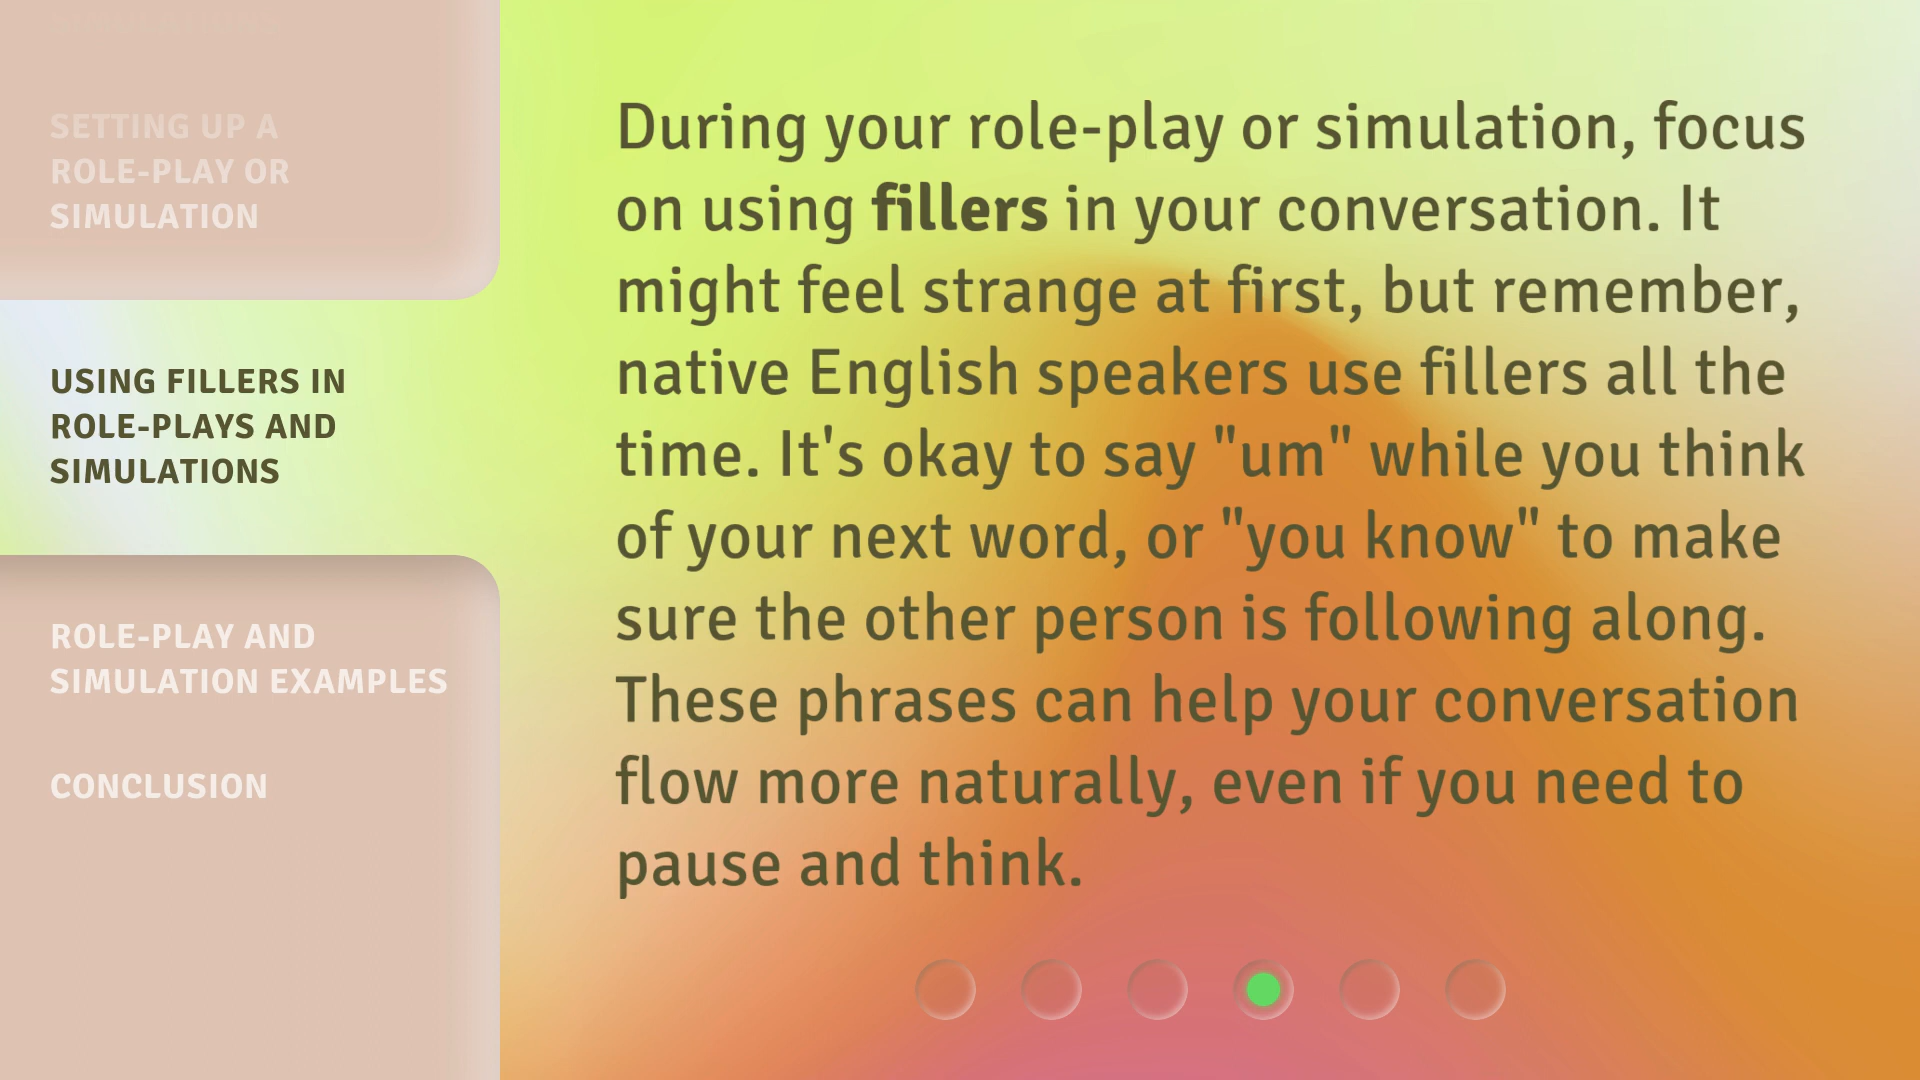 SETTING UP A
ROLE-PLAY OR
SIMULATION
USING FILLERS IN
ROLE-PLAYS AND
SIMULATIONS
ROLE-PLAY AND
SIMULATION EXAMPLES
CONCLUSION
During your role-play or simulation, focus
on using fillers in your conversation. It
might feel strange at first, but remember,
native English speakers use fillers all the
time. It's okay to say "um" while you think
of your next word, or "you know" to make
sure the other person is following along.
These phrases can help your conversation
flow more naturally, even if you need to
pause and think.